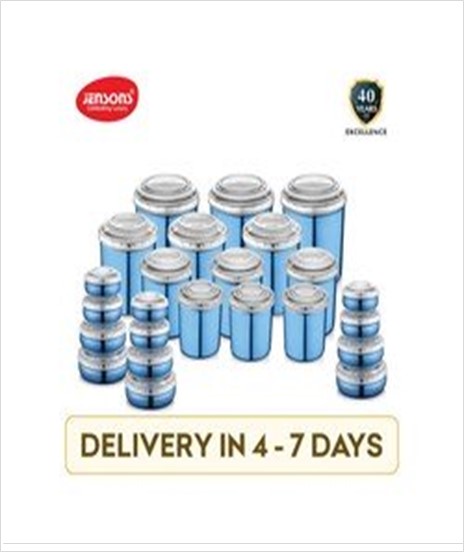 JENSONS®
40
YEARS
EXCELLENCE
DELIVERY IN 4 - 7 DAYS